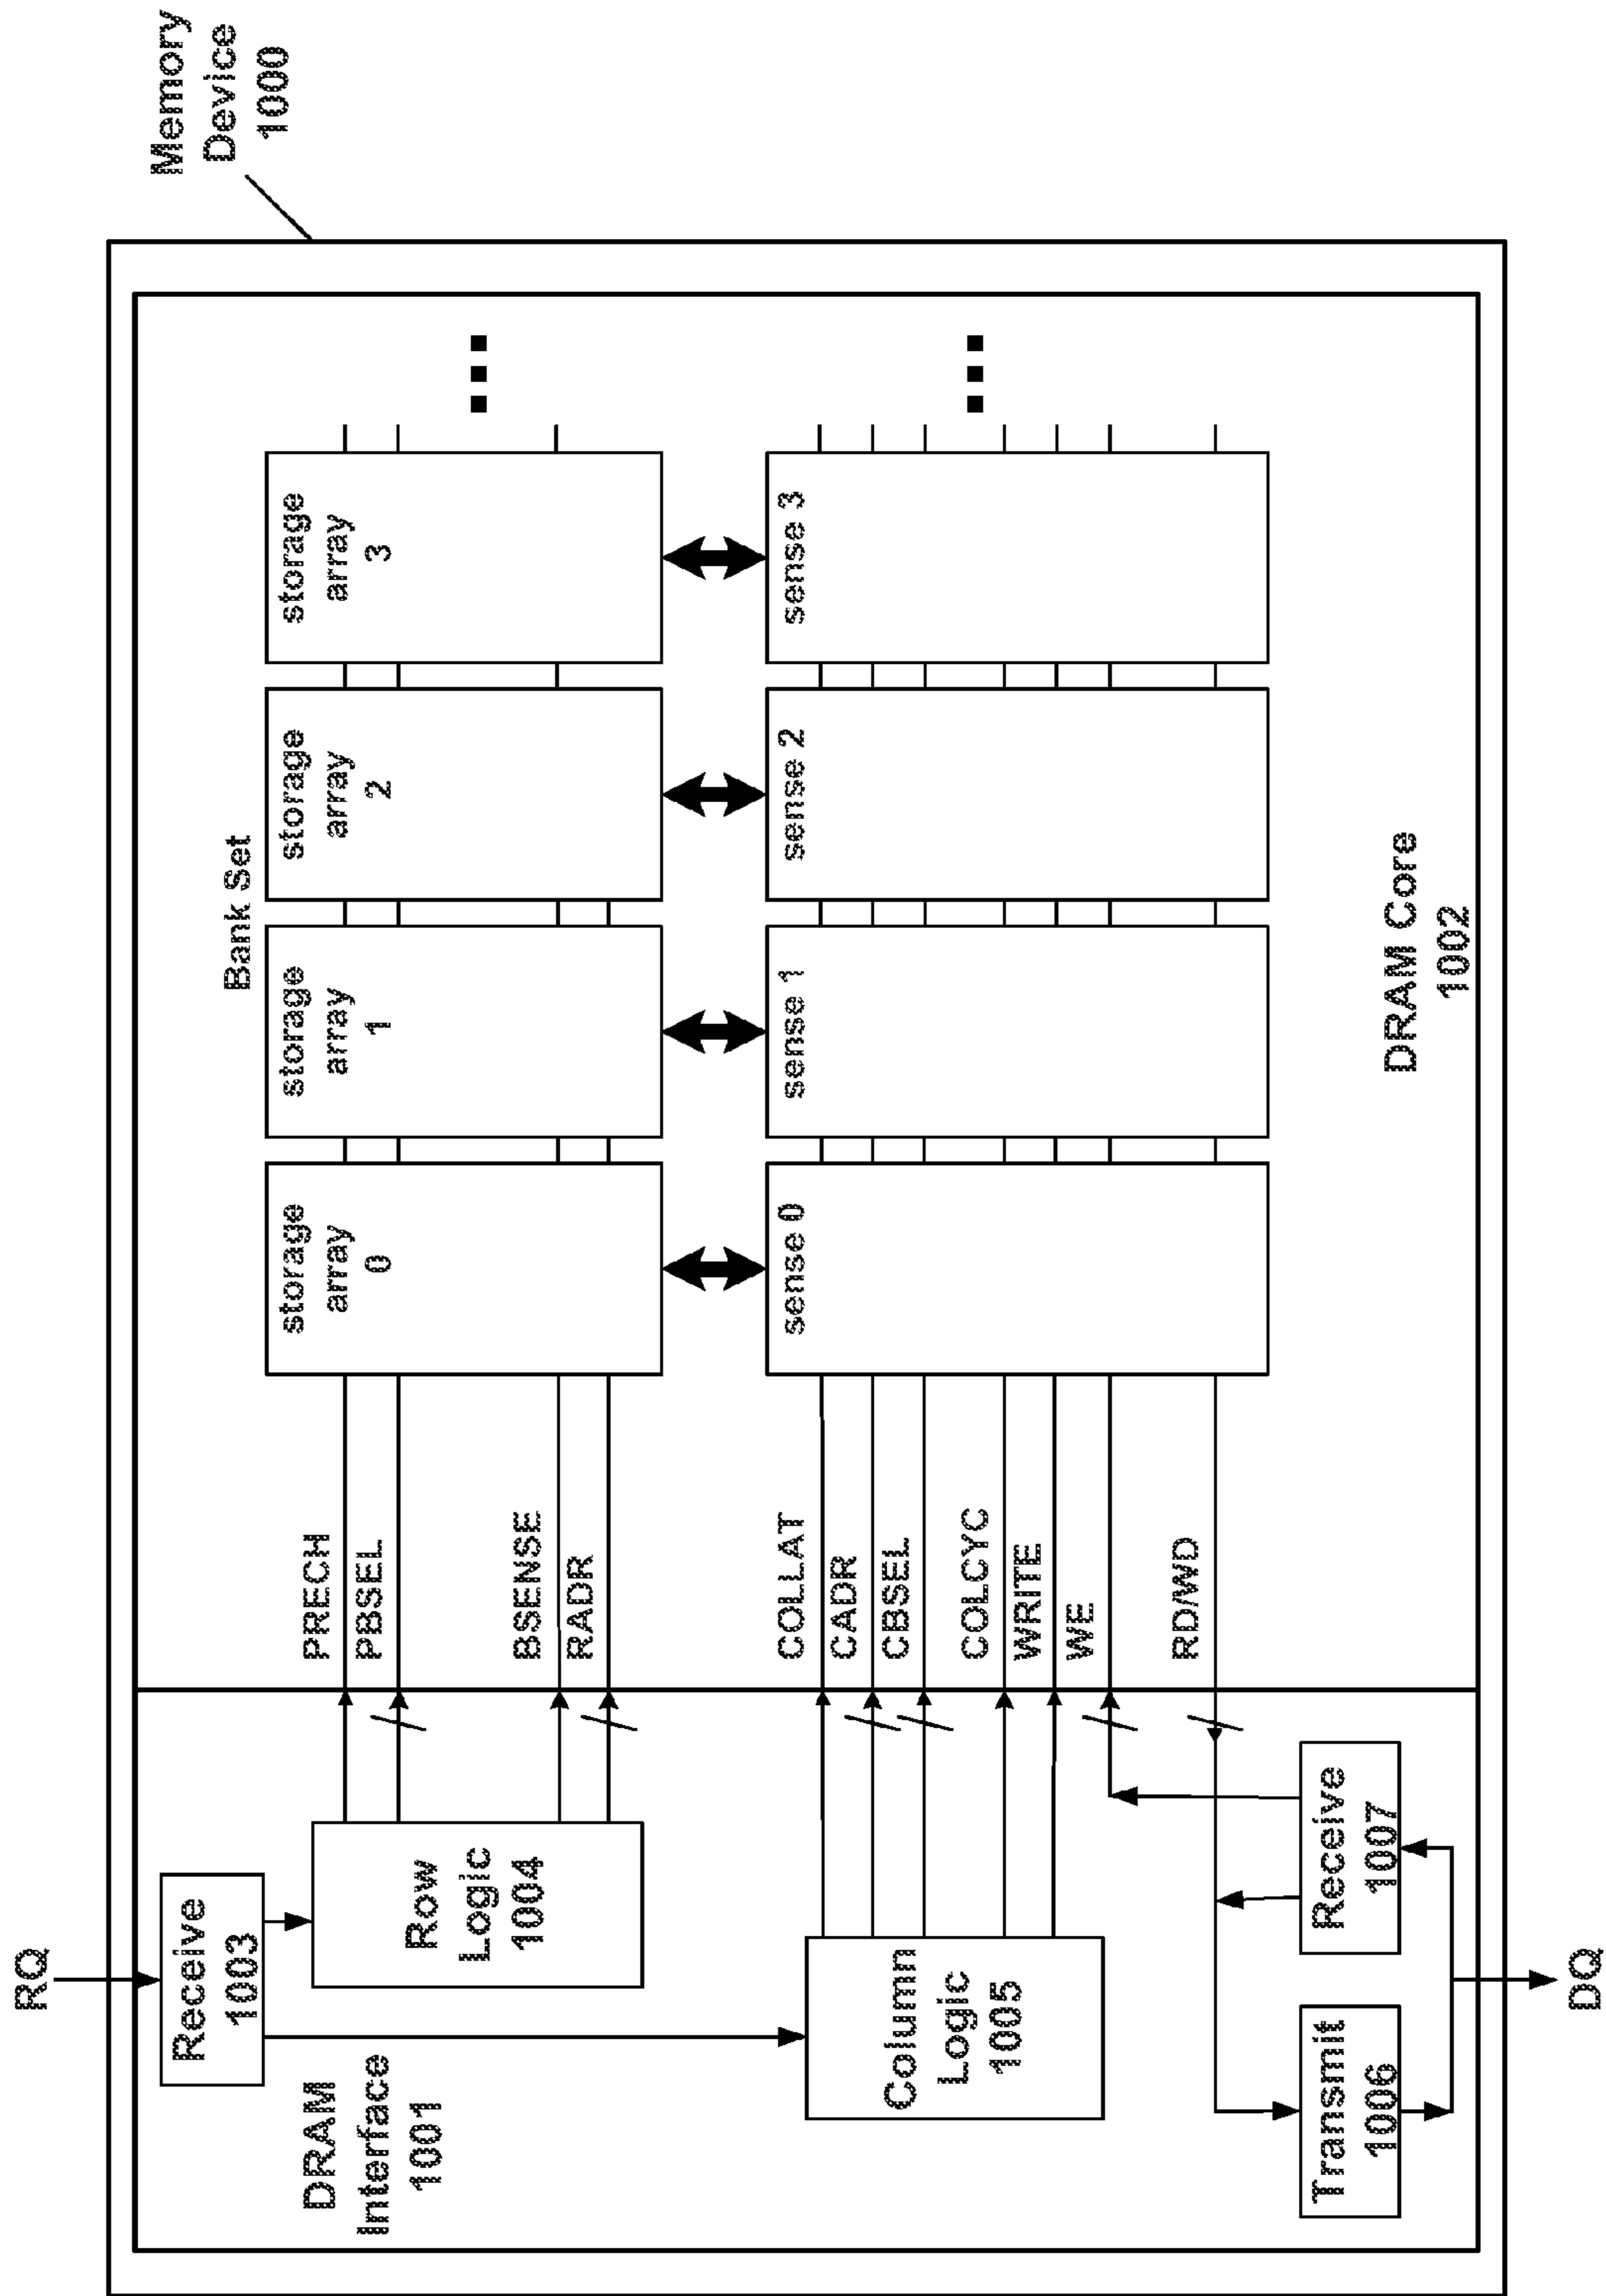 Memory
Device
1000
RQ
Receive
1003
DRAM
Interface
1001
Row
Logic
1004
Column
Logic
1005
Transmit
1006
Receive
1007
DQ
PRECH
PBSEL
BSENSE
RADR
COLLAT
CADR
CBSEL
COLCYC
WRITE
WE
RD/WD
Bank Set
storage
array
0
storage
array
1
storage
array
2
storage
array
3
sense 0
sense 1
sense 2
sense 3
DRAM Core
1002